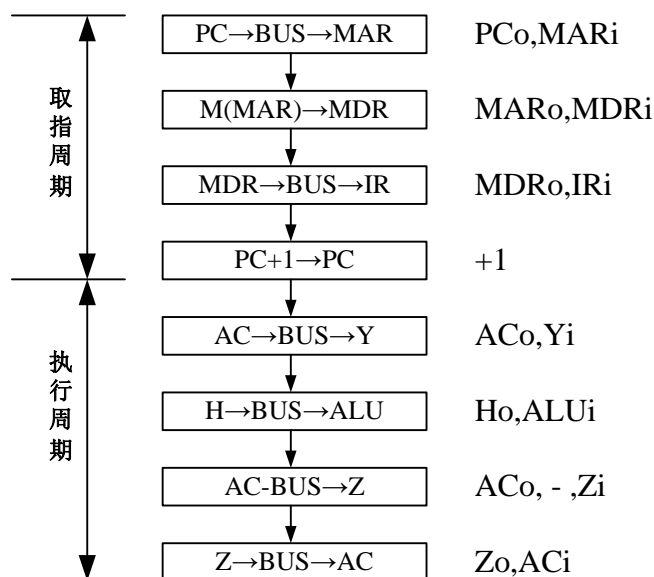 PC→BUS→MAR PCo,MARi
M(MAR)→MDR MARo,MDRi
MDR→BUS→IR MDRo,IRi
PC+1→PC +1
取指周期
AC→BUS→Y ACo,Yi
H→BUS→ALU Ho,ALUi
AC-BUS→Z ACo, - ,Zi
Z→BUS→AC Zo,ACi
执行周期